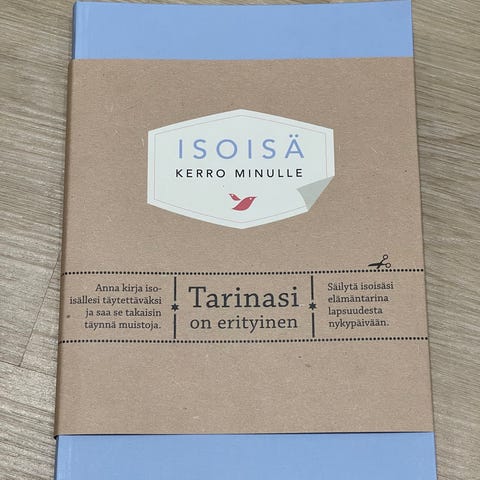 ISOISÄ
KERRO MINULLE
Anna kirja iso-
isällesi täytettäväksi
ja saa se takaisin
täynnä muistoja.
Tarinasi
on erityinen
Säilytä isoisäsi
elämäntarina
lapsuudesta
nykypäivään.